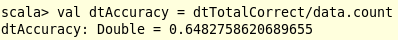 scala> val dtAccuracy = dtTotalCorrect/data.count
dtAccuracy: Double = 0.6482758620689655